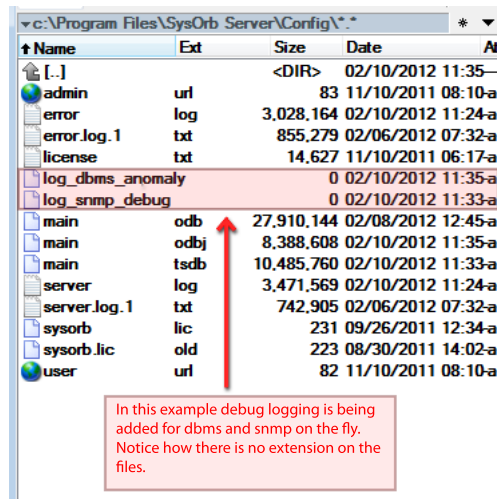 c:\Program Files\SysOrb Server\Config\*.* * ▼
Name Ext Size Date At
[..] <DIR> 02/10/2012 11:35—
admin url 83 11/10/2011 08:10-a
error log 3,028,164 02/10/2012 11:24-a
error.log.1 txt 855,279 02/06/2012 07:32-a
license txt 14,627 11/10/2011 06:17-a
log_dbms_anomaly 0 02/10/2012 11:35-a
log_snmp_debug 0 02/10/2012 11:33-a
main odb 27,910,144 02/08/2012 12:45-a
main odbj 8,388,608 02/10/2012 11:35-a
main tsdb 10,485,760 02/10/2012 11:33-a
server log 3,471,569 02/10/2012 11:24-a
server.log.1 txt 742,905 02/06/2012 07:32-a
sysorb lic 231 09/26/2011 12:34-a
sysorb.lic old 223 08/30/2011 14:02-a
user url 82 11/10/2011 08:10-a
In this example debug logging is being
added for dbms and snmp on the fly.
Notice how there is no extension on the
files.